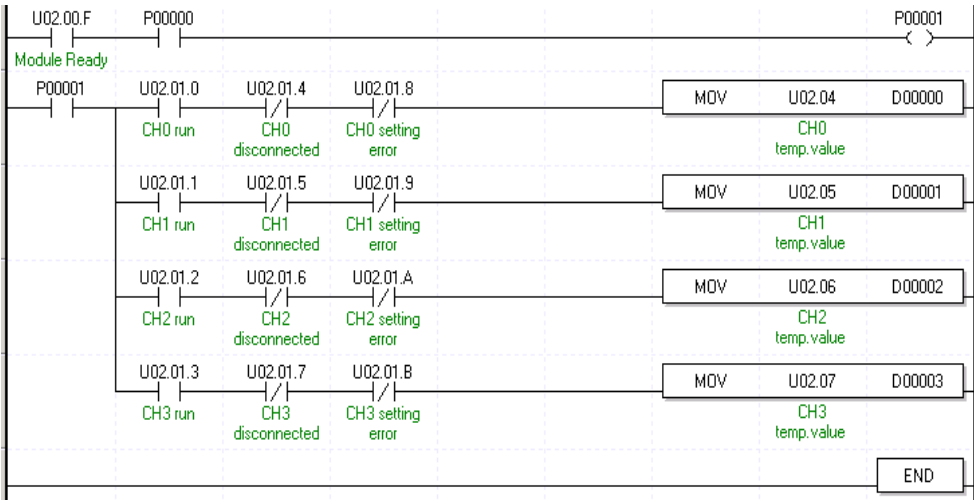 U02.00.F P00000 P00001
Module Ready
P00001 U02.01.0 U02.01.4 U02.01.8 MOV U02.04 D00000
CH0 run CH0 CH0 setting CH0
disconnected error temp.value
U02.01.1 U02.01.5 U02.01.9 MOV U02.05 D00001
CH1 run CH1 CH1 setting CH1
disconnected error temp.value
U02.01.2 U02.01.6 U02.01.A MOV U02.06 D00002
CH2 run CH2 CH2 setting CH2
disconnected error temp.value
U02.01.3 U02.01.7 U02.01.B MOV U02.07 D00003
CH3 run CH3 CH3 setting CH3
disconnected error temp.value
END